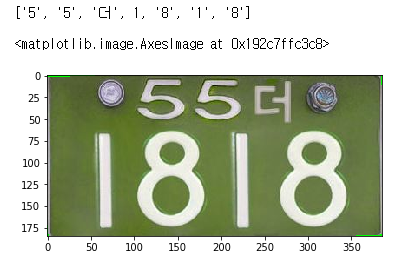 ['5', '5', '더', 1, '8', '1', '8']
<matplotlib.image.AxesImage at 0x192c7ffc3c8>
0
25
50
75
100
125
150
175
55더
1818
0 50 100 150 200 250 300 350